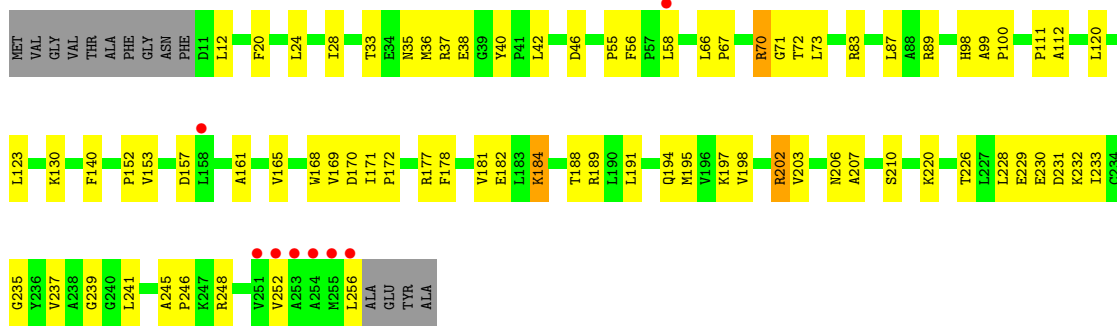 MET VAL GLY VAL VAL THR ALA PHE GLY ASN PHE D11 L12 F20 L24 I28 T33 E34 N35 M36 R37 E38 G39 Y40 P41 L42 D46 P55 F56 P57 L58 L66 P67 R70 G71 T72 L73 R83 L87 A88 R89 H98 A99 P100 P111 A112 L120
L123 K130 F140 P152 V153 D157 L158 A161 V165 W168 V169 D170 I171 P172 R177 F178 V181 E182 L183 K184 T188 R189 L190 L191 Q194 M195 V196 K197 V198 R202 V203 N206 A207 S210 K220 T226 L227 L228 E229 E230 D231 K232 I233 C234
G235 Y236 V237 A238 G239 G240 L241 A245 P246 K247 R248 V251 V252 A253 A254 M255 L256 ALA GLU TYR ALA